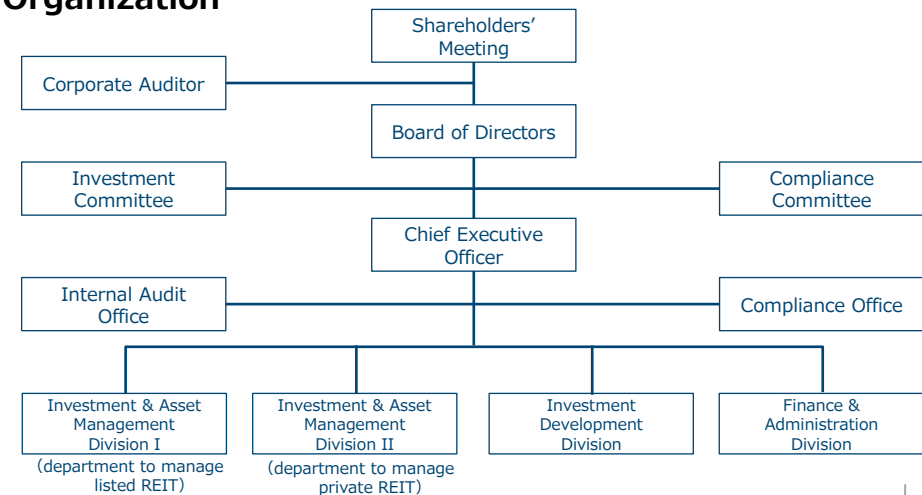 Organization
Shareholders’
Meeting
Corporate Auditor
Board of Directors
Investment
Committee
Compliance
Committee
Chief Executive
Officer
Internal Audit
Office
Compliance Office
Investment & Asset
Management
Division I
(department to manage
listed REIT)
Investment & Asset
Management
Division II
(department to manage
private REIT)
Investment
Development
Division
Finance &
Administration
Division